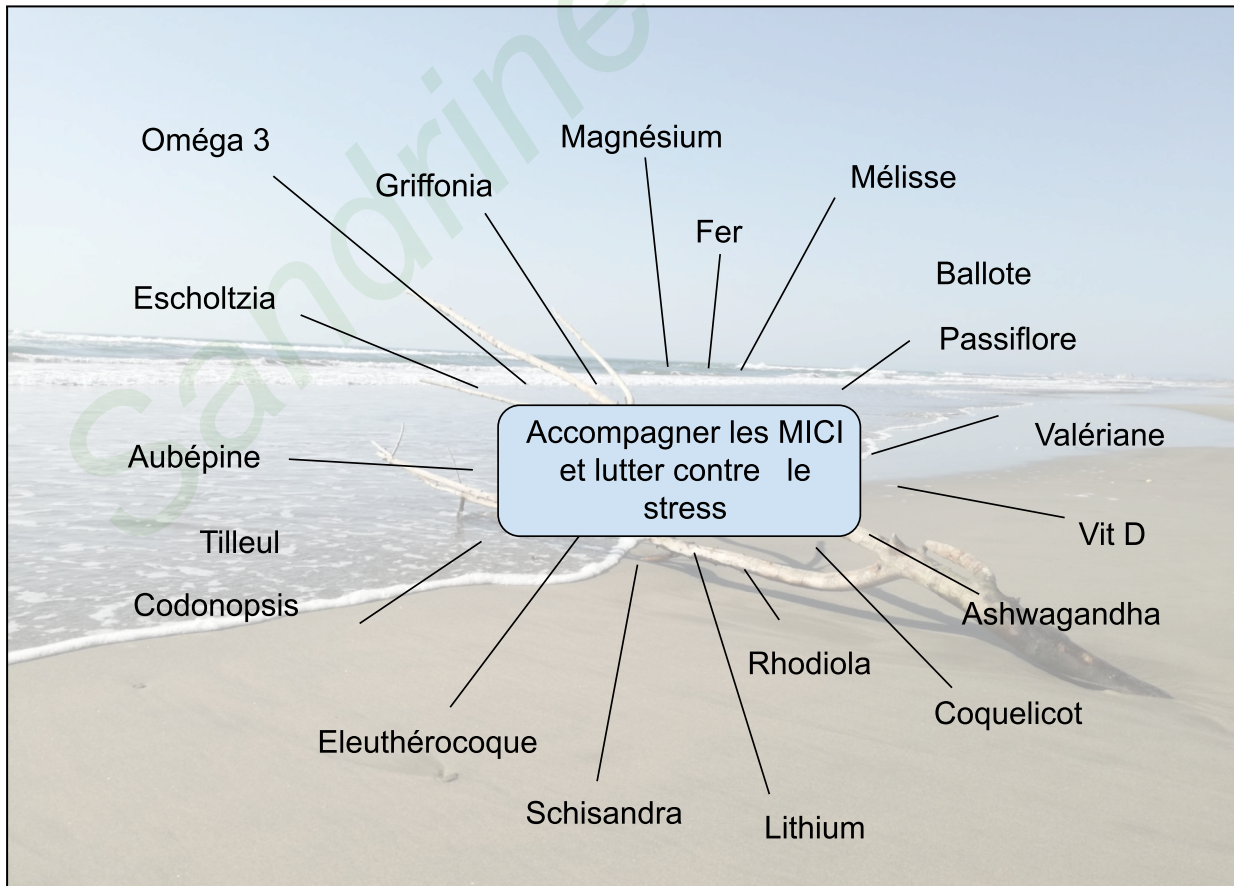 Sandrine
Oméga 3
Magnésium
Griffonia
Mélisse
Fer
Ballote
Escholtzia
Passiflore
Accompagner les MICI
et lutter contre le
stress
Valériane
Aubépine
Vit D
Tilleul
Codonopsis
Ashwagandha
Rhodiola
Coquelicot
Eleuthérocoque
Schisandra
Lithium